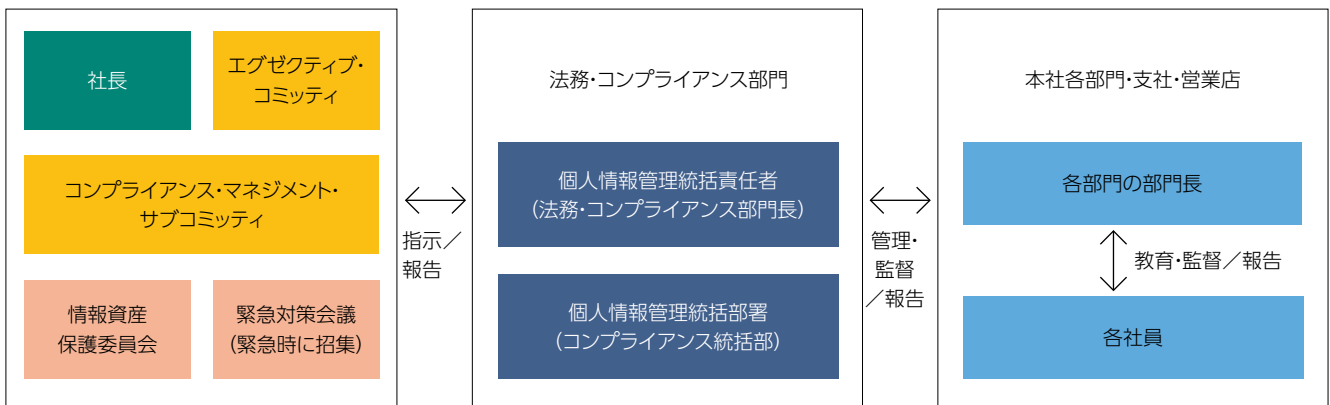 社長
エグゼクティブ・
コミッティ
コンプライアンス・マネジメント・
サブコミッティ
情報資産
保護委員会
緊急対策会議
(緊急時に招集)
指示／
報告
法務・コンプライアンス部門
個人情報管理統括責任者
(法務・コンプライアンス部門長)
個人情報管理統括部署
(コンプライアンス統括部)
管理・
監督
／報告
本社各部門・支社・営業店
各部門の部門長
教育・監督／報告
各社員